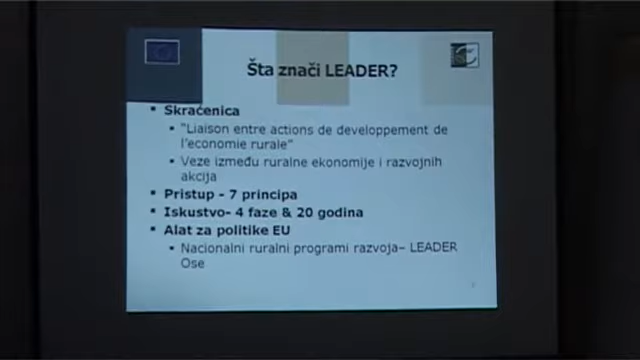 Šta znači LEADER?
▪ Skraćenica
▪ "Liaison entre actions de developpement de
l'economie rurale"
▪ Veze između ruralne ekonomije i razvojnih
akcija
▪ Pristup - 7 principa
▪ Iskustvo- 4 faze & 20 godina
▪ Alat za politike EU
▪ Nacionalni ruralni programi razvoja– LEADER
Ose